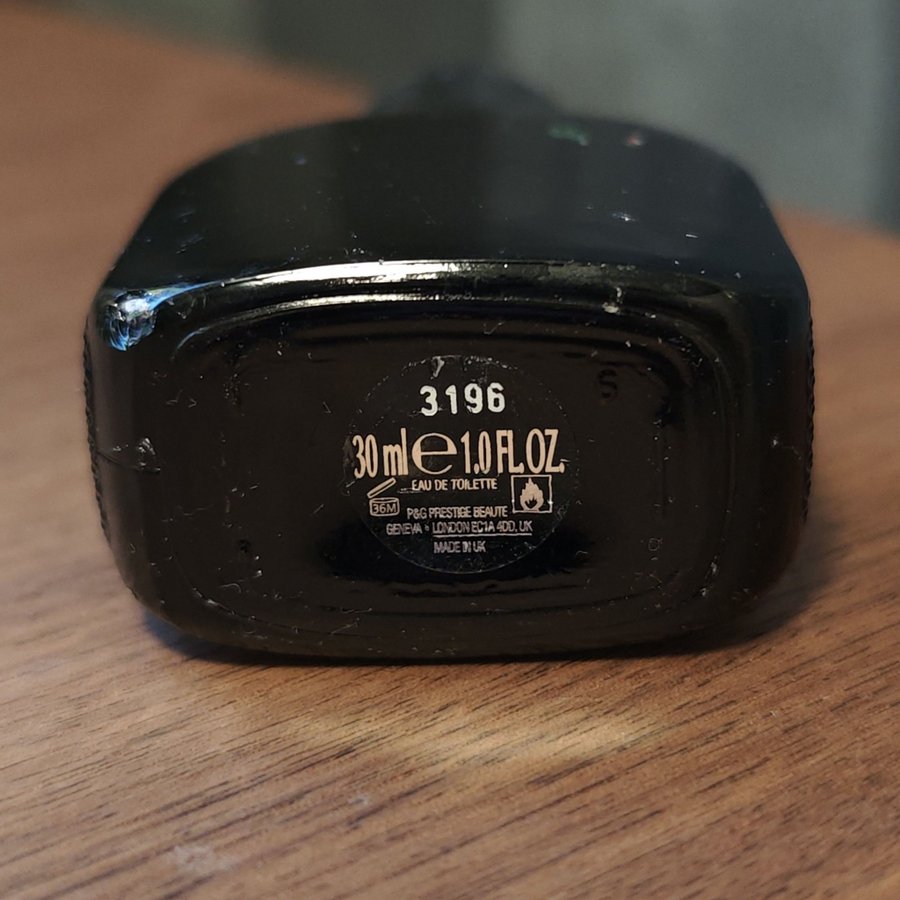 3196
30 ml e 1.0 FL.OZ.
EAU DE TOILETTE
36M
P&G PRESTIGE BEAUTE
GENEVA • LONDON EC1A 4DD, UK
MADE IN UK